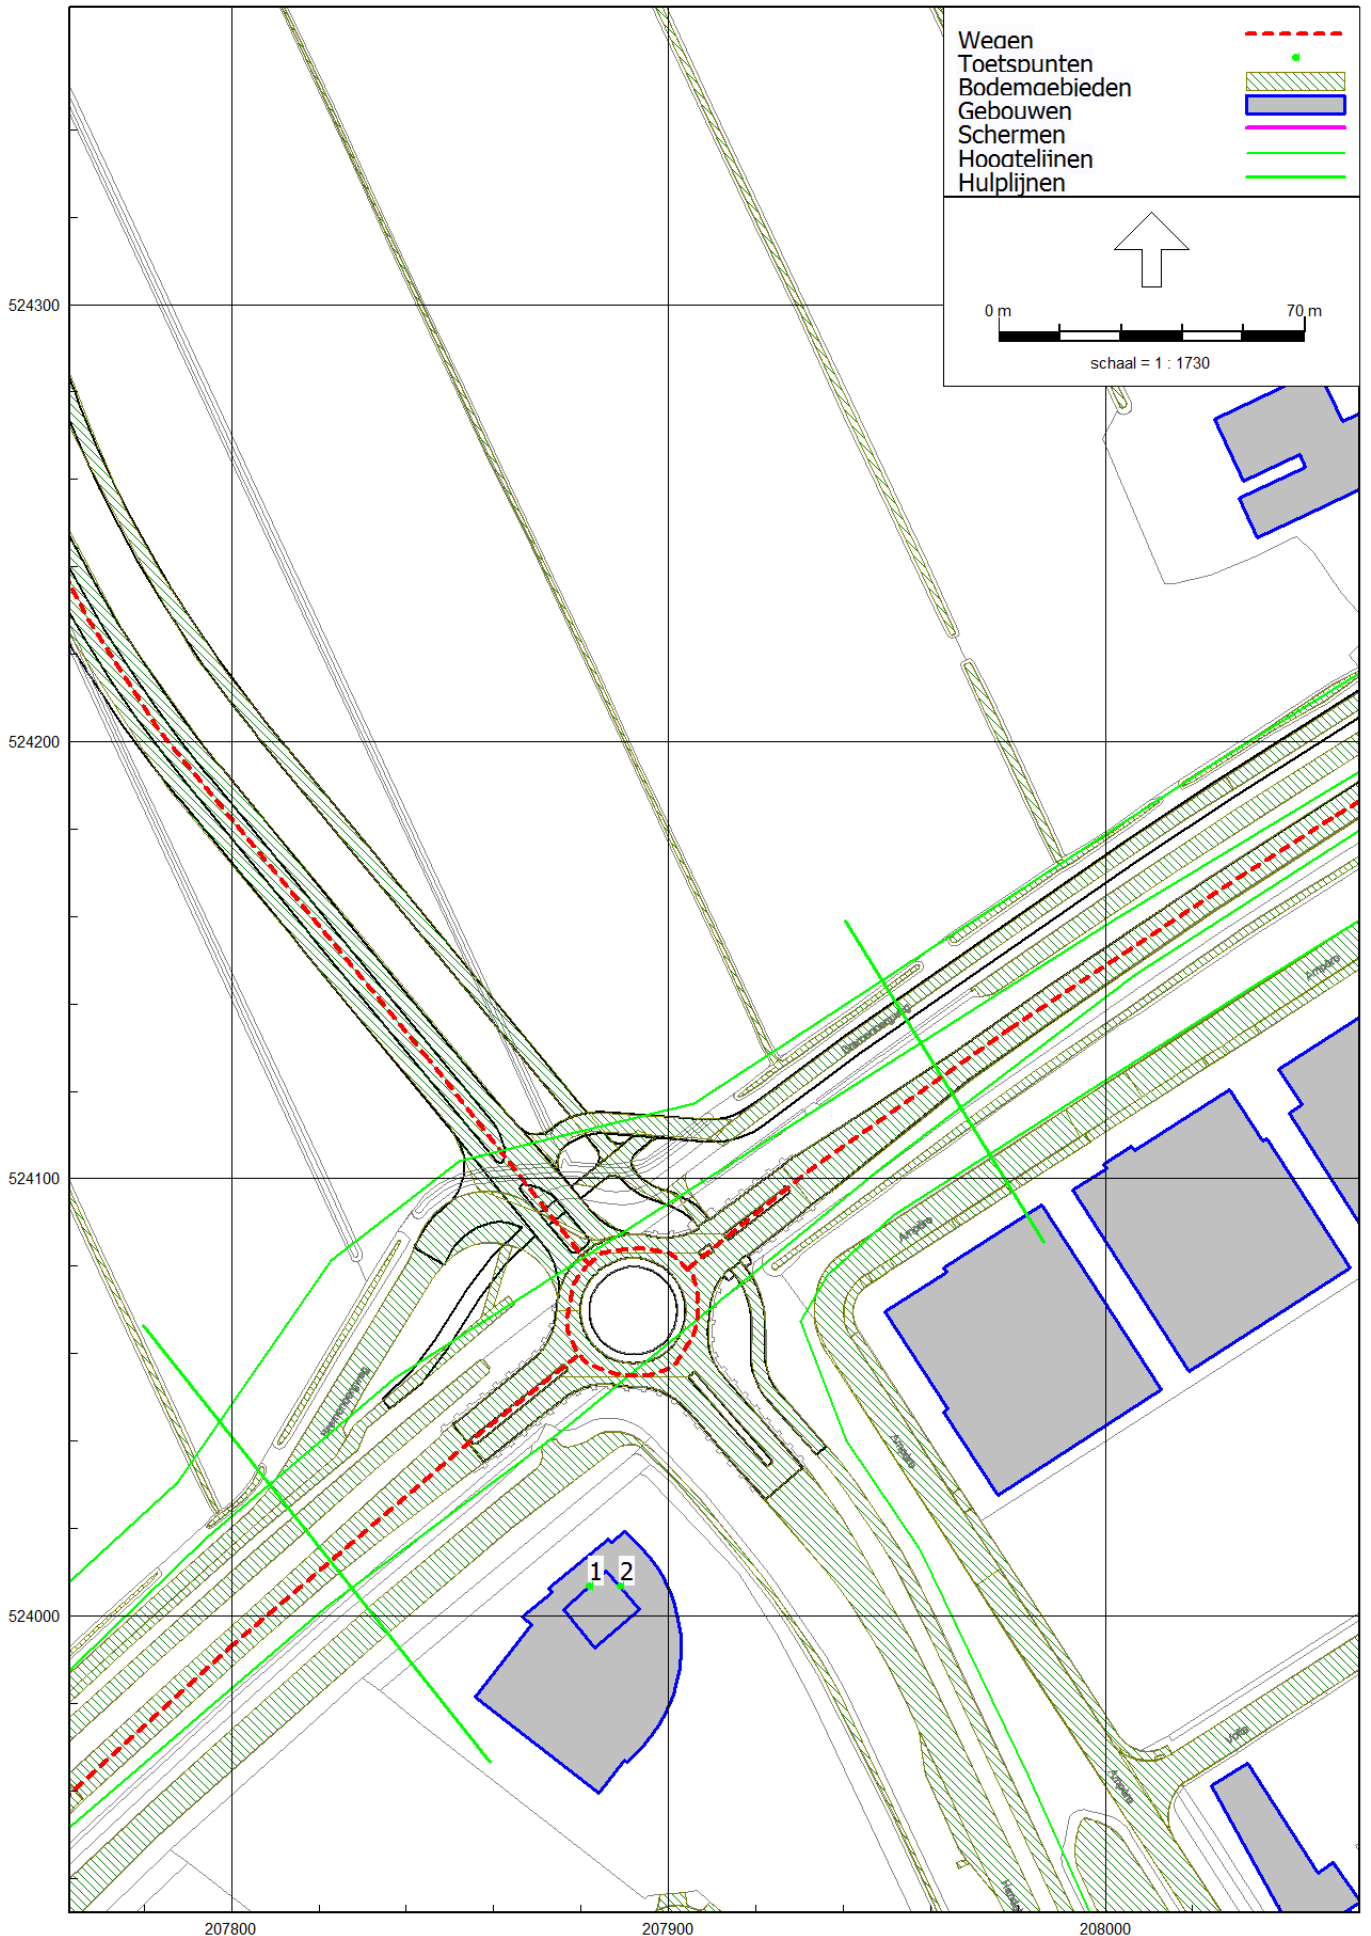 Wegen
Toetspunten
Bodemgebieden
Gebouwen
Schermen
Hoogtelijnen
Hulplijnen
0 m 70 m
schaal = 1 : 1730
524300
524200
Ampère
524100
Ampère
Ampère
1 2
524000
Volta
Ampère
207800 207900 208000